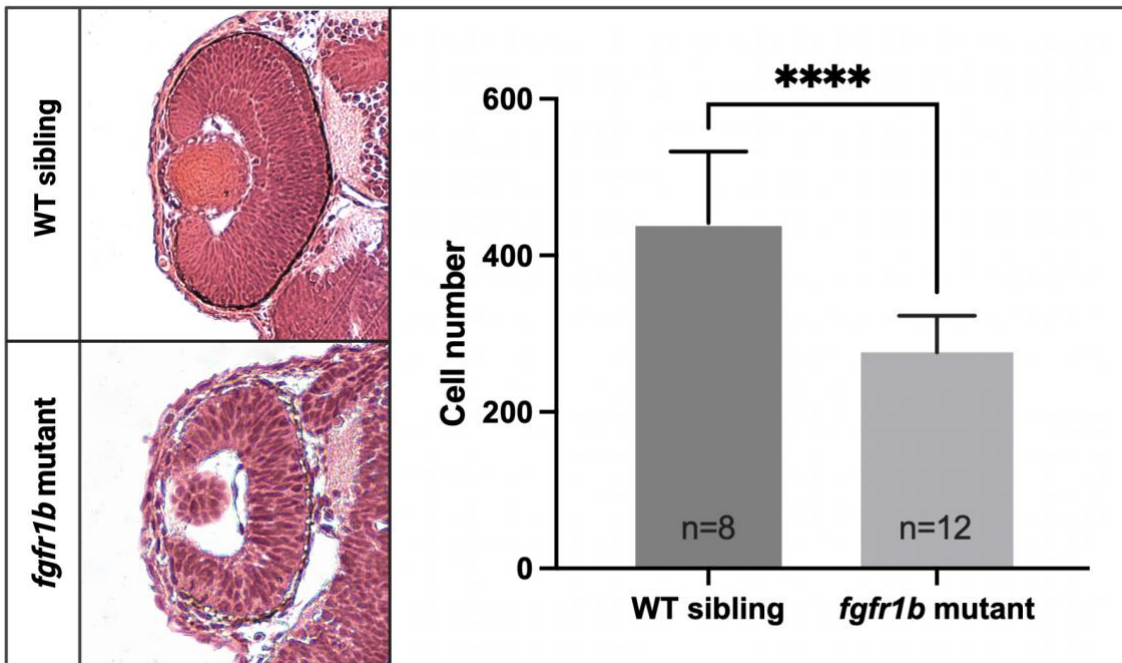 WT sibling
fgfr1b mutant
****
600
400
200
0
Cell number
n=8
n=12
WT sibling
fgfr1b mutant